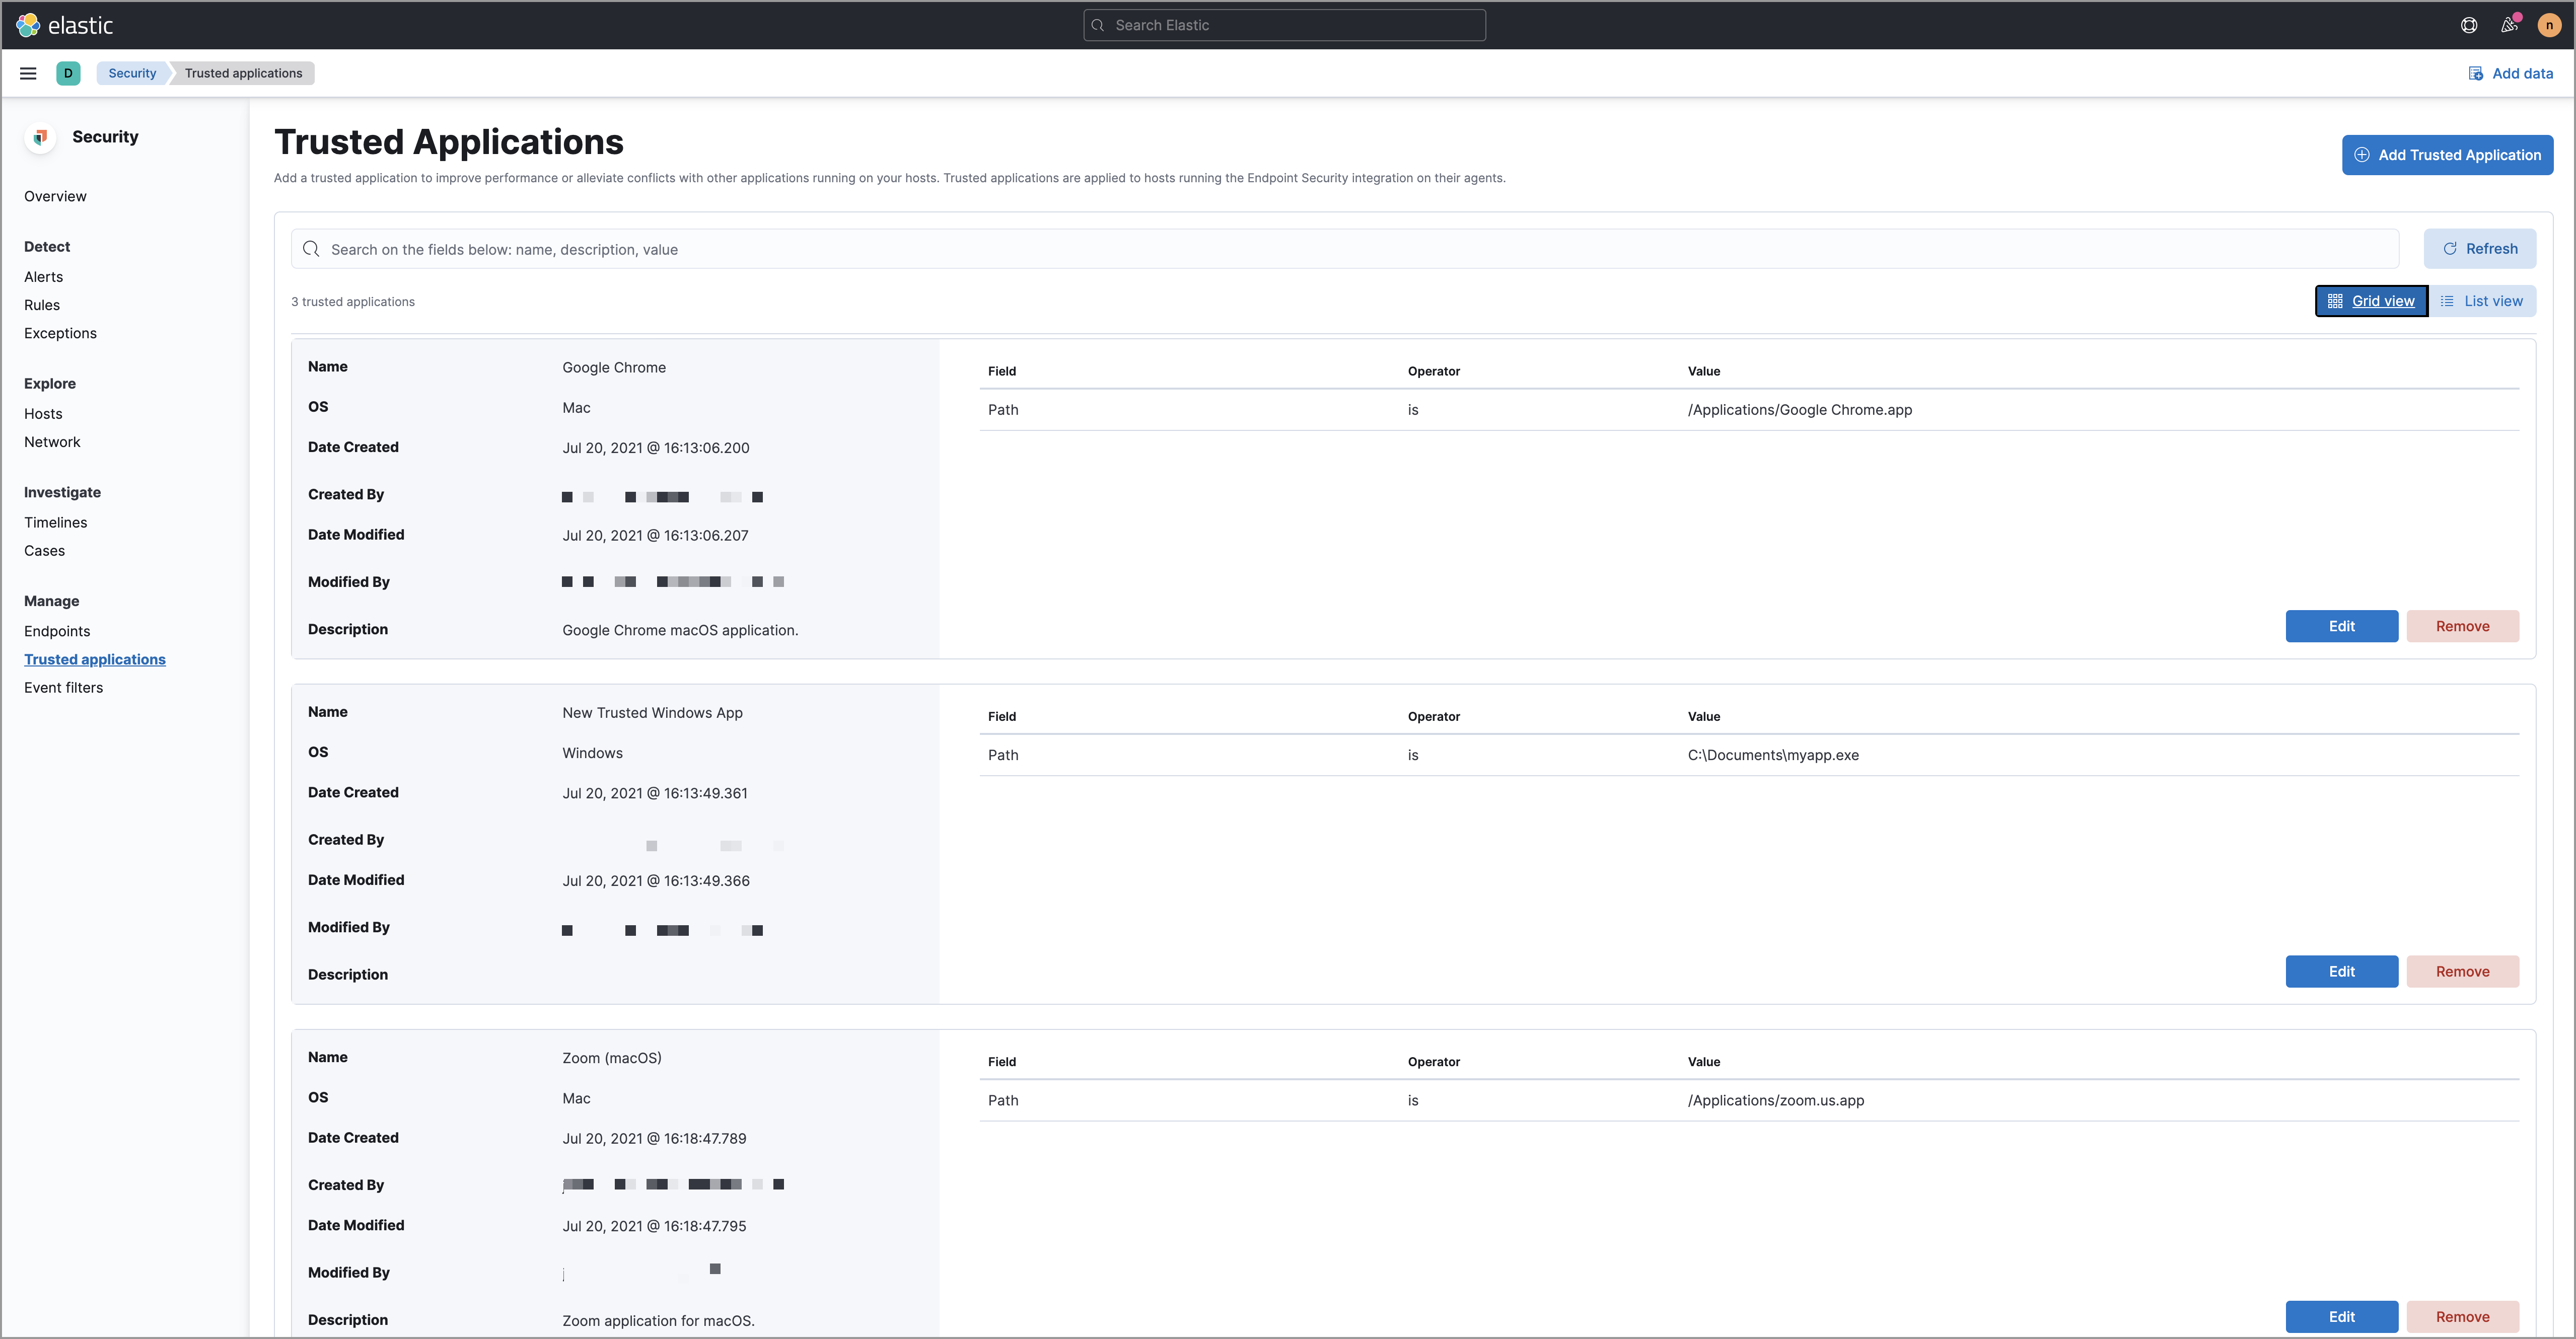 elastic
Search Elastic
n
D
Security
Trusted applications
Add data
Security
Overview
Detect
Alerts
Rules
Exceptions
Explore
Hosts
Network
Investigate
Timelines
Cases
Manage
Endpoints
Trusted applications
Event filters
Trusted Applications
Add a trusted application to improve performance or alleviate conflicts with other applications running on your hosts. Trusted applications are applied to hosts running the Endpoint Security integration on their agents.
Add Trusted Application
Search on the fields below: name, description, value
Refresh
3 trusted applications
Grid view
List view
Name Google Chrome
OS Mac
Date Created Jul 20, 2021 @ 16:13:06.200
Created By
Date Modified Jul 20, 2021 @ 16:13:06.207
Modified By
Description Google Chrome macOS application.
Field Operator Value
Path is /Applications/Google Chrome.app
Edit Remove
Name New Trusted Windows App
OS Windows
Date Created Jul 20, 2021 @ 16:13:49.361
Created By
Date Modified Jul 20, 2021 @ 16:13:49.366
Modified By
Description
Field Operator Value
Path is C:\Documents\myapp.exe
Edit Remove
Name Zoom (macOS)
OS Mac
Date Created Jul 20, 2021 @ 16:18:47.789
Created By
Date Modified Jul 20, 2021 @ 16:18:47.795
Modified By
Description Zoom application for macOS.
Field Operator Value
Path is /Applications/zoom.us.app
Edit Remove